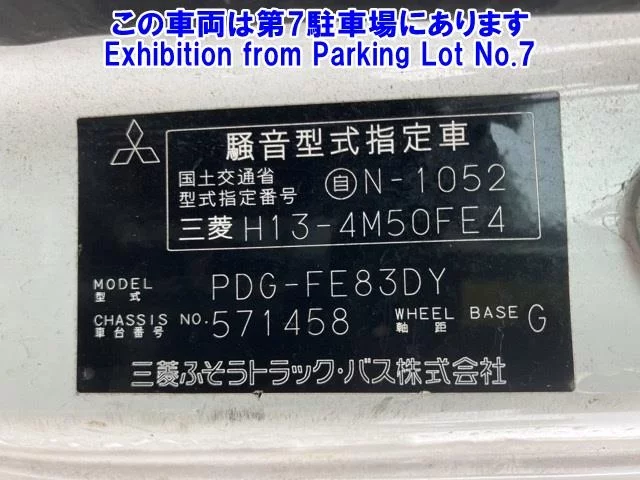 この車両は第7駐車場にあります
Exhibition from Parking Lot No.7
騒音型式指定車
国土交通省
型式指定番号 自 N-1052
三菱 H13-4M50FE4
MODEL 型式 PDG-FE83DY
CHASSIS NO. 車台番号 571458 WHEEL BASE 軸距 G
三菱ふそうトラック・バス株式会社